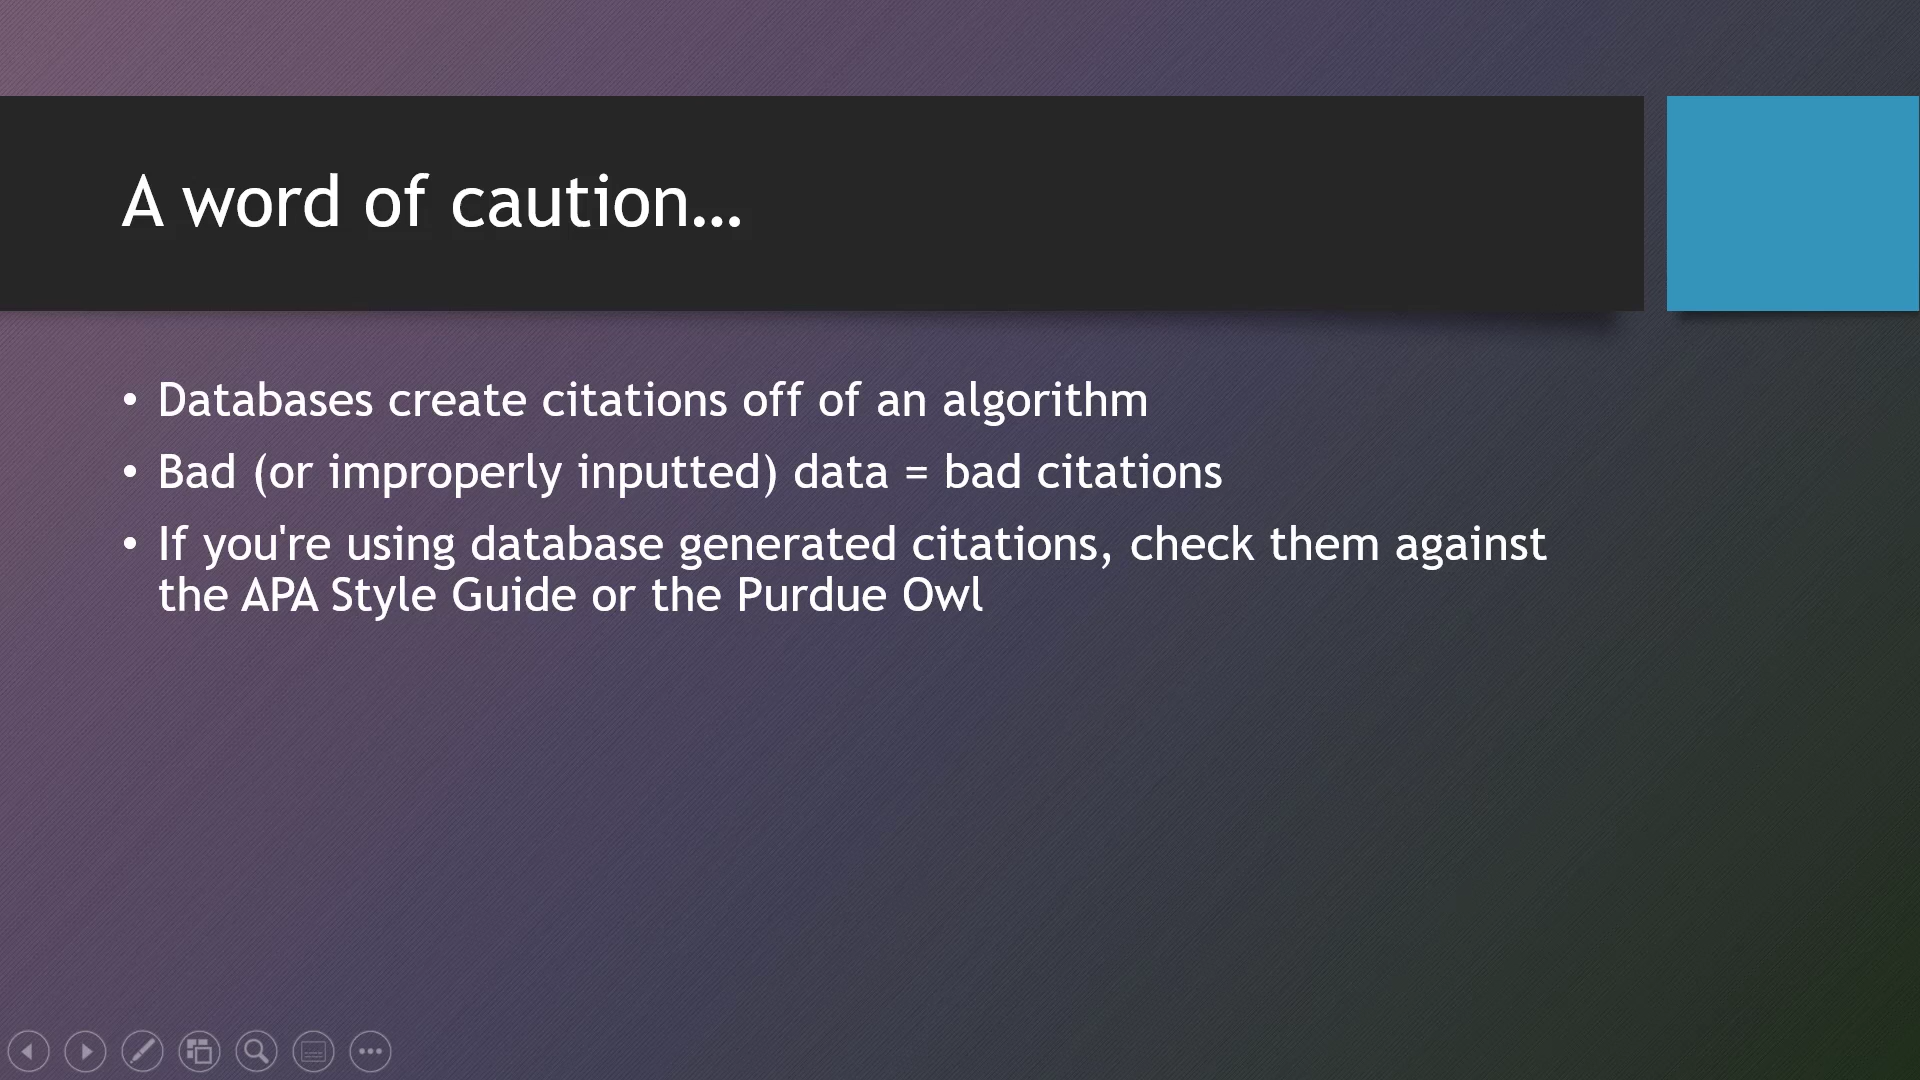 A word of caution…
• Databases create citations off of an algorithm
• Bad (or improperly inputted) data = bad citations
• If you're using database generated citations, check them against
the APA Style Guide or the Purdue Owl